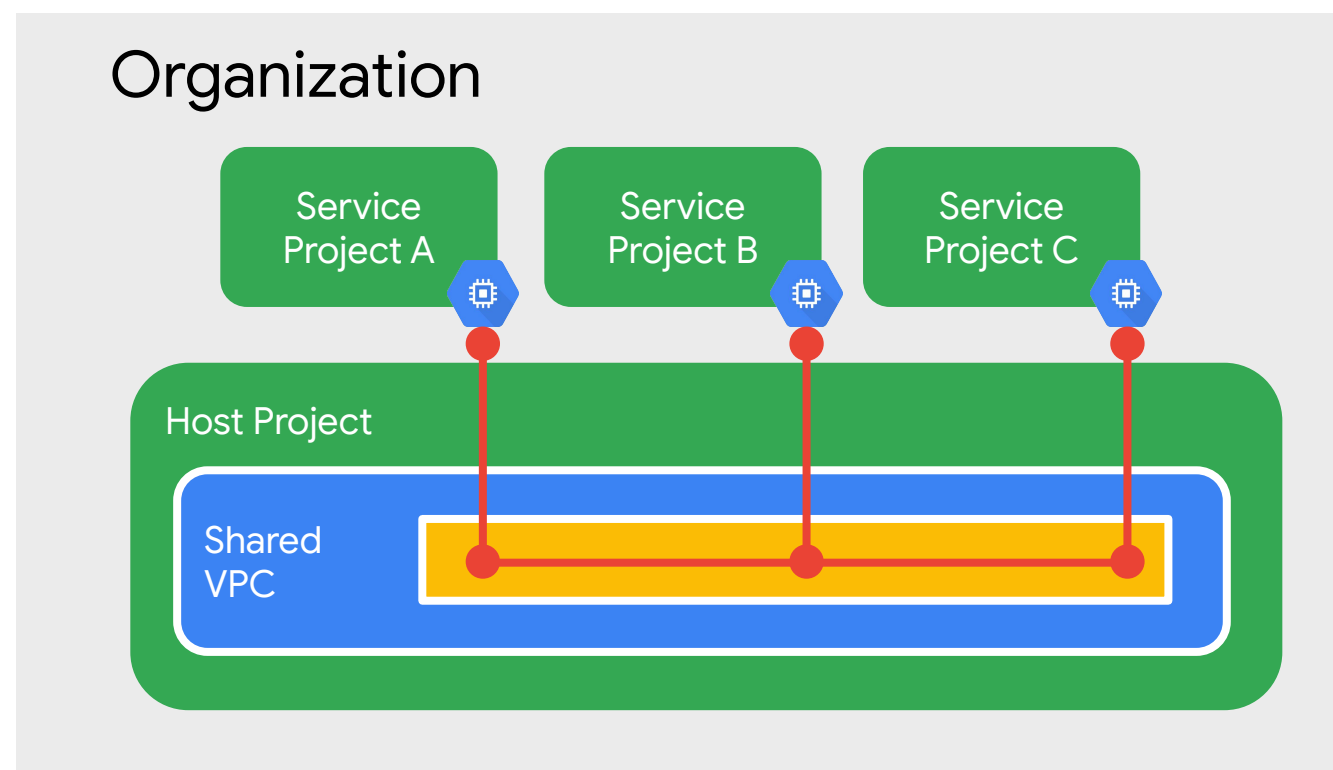 Organization
Service
Project A
Service
Project B
Service
Project C
Host Project
Shared
VPC